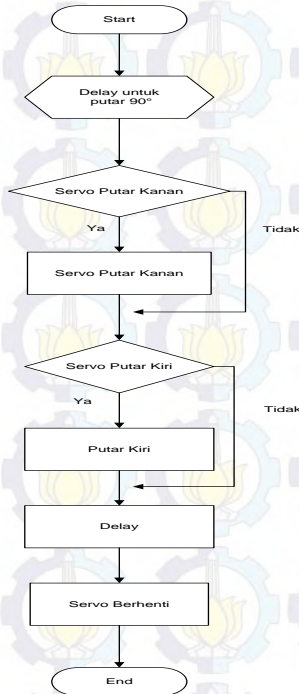 Start
Delay untuk
putar 90°
Servo Putar Kanan
Ya
Tidak
Servo Putar Kanan
Servo Putar Kiri
Ya
Tidak
Putar Kiri
Delay
Servo Berhenti
End